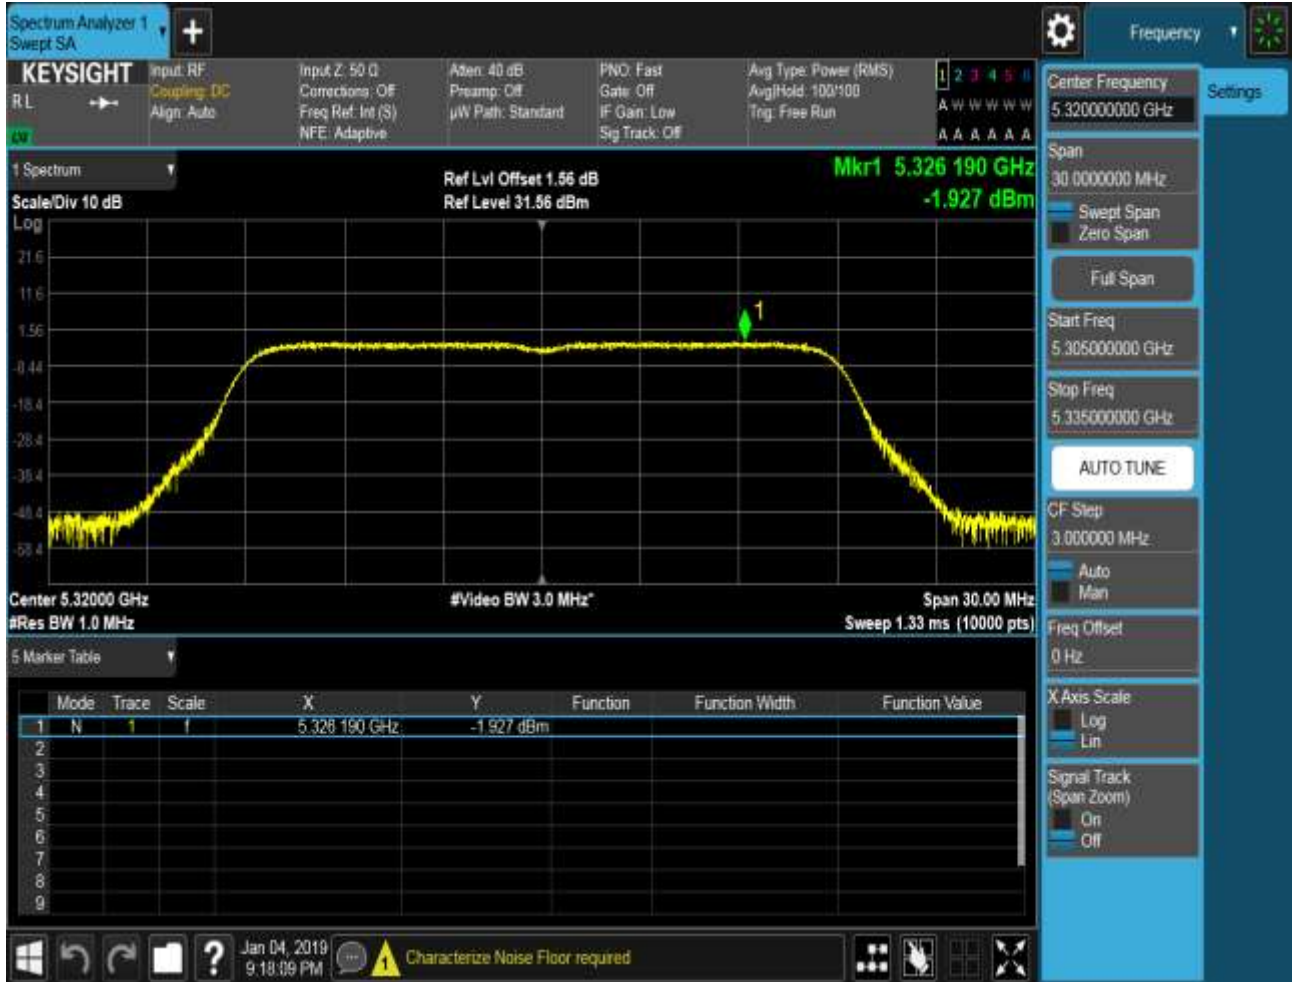 Spectrum Analyzer 1
Swept SA
+
Frequency
KEYSIGHT
RL
Input: RF
Coupling: DC
Align: Auto
Input Z: 50 Ω
Corrections: Off
Freq Ref: Int (S)
NFE: Adaptive
Atten: 40 dB
Preamp: Off
µW Path: Standard
PNO: Fast
Gate: Off
IF Gain: Low
Sig Track: Off
Avg Type: Power (RMS)
Avg|Hold: 100/100
Trig: Free Run
1 2 3 4 5 6
A W W W W W
A A A A A A
1 Spectrum
Scale/Div 10 dB
Log
Ref Lvl Offset 1.56 dB
Ref Level 31.56 dBm
Mkr1 5.326 190 GHz
-1.927 dBm
21.6
11.6
1.56
-8.44
-18.4
-28.4
-38.4
-48.4
-58.4
1
Center 5.32000 GHz
#Res BW 1.0 MHz
#Video BW 3.0 MHz*
Span 30.00 MHz
Sweep 1.33 ms (10000 pts)
5 Marker Table
Mode Trace Scale X Y Function Function Width Function Value
1 N 1 f 5.326 190 GHz -1.927 dBm
2
3
4
5
6
7
8
9
Center Frequency
5.320000000 GHz
Settings
Span
30.0000000 MHz
Swept Span
Zero Span
Full Span
Start Freq
5.305000000 GHz
Stop Freq
5.335000000 GHz
AUTO TUNE
CF Step
3.000000 MHz
Auto
Man
Freq Offset
0 Hz
X Axis Scale
Log
Lin
Signal Track
(Span Zoom)
On
Off
?
Jan 04, 2019
9:18:09 PM
1
Characterize Noise Floor required